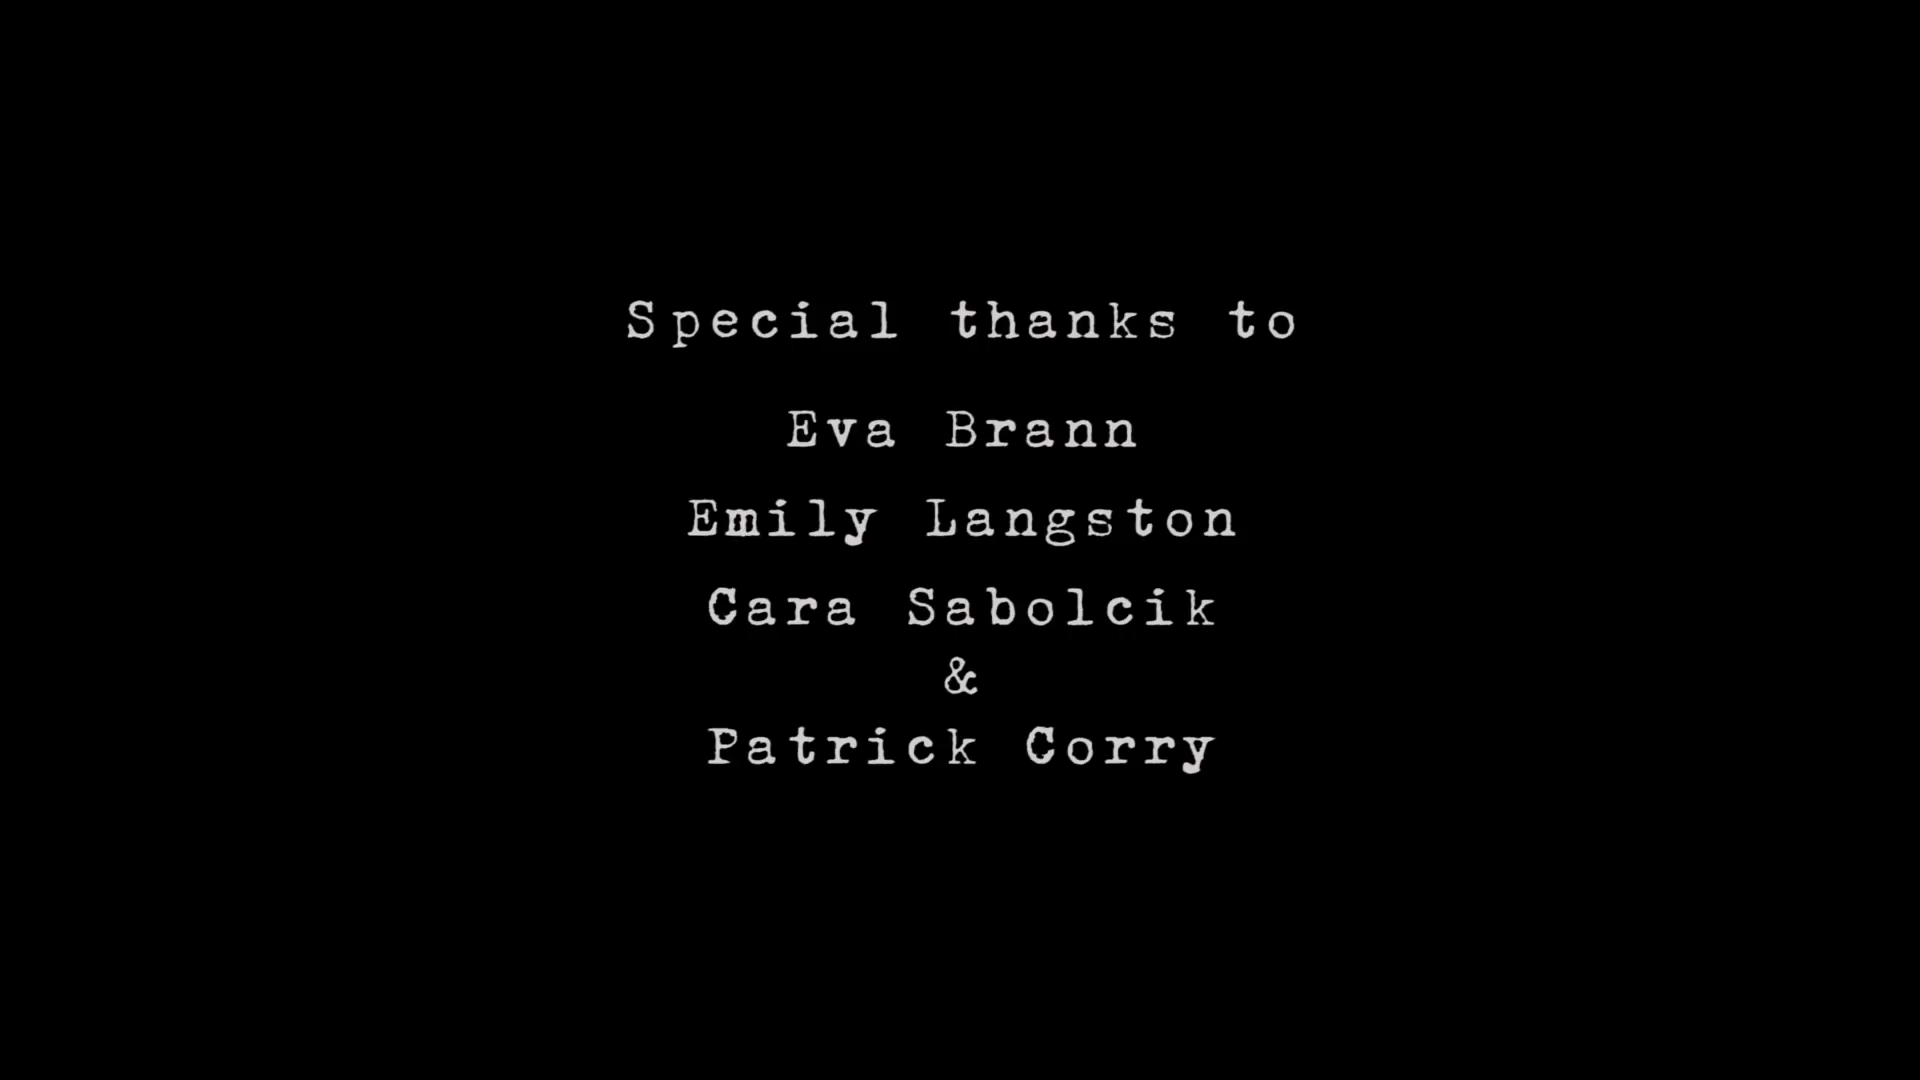 Special thanks to
Eva Brann
Emily Langston
Cara Sabolcik
&
Patrick Corry